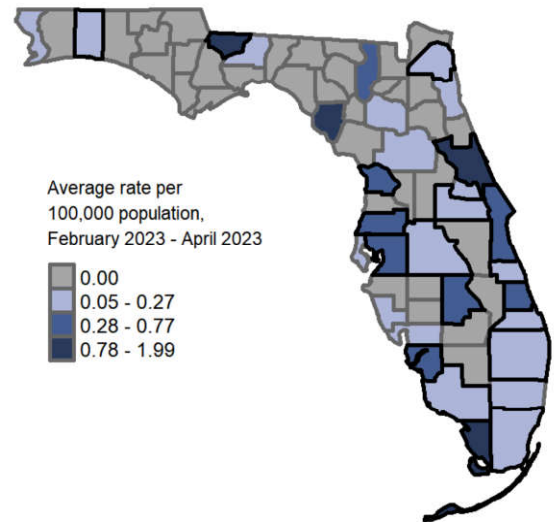 Average rate per
100,000 population,
February 2023 - April 2023
0.00
0.05 - 0.27
0.28 - 0.77
0.78 - 1.99